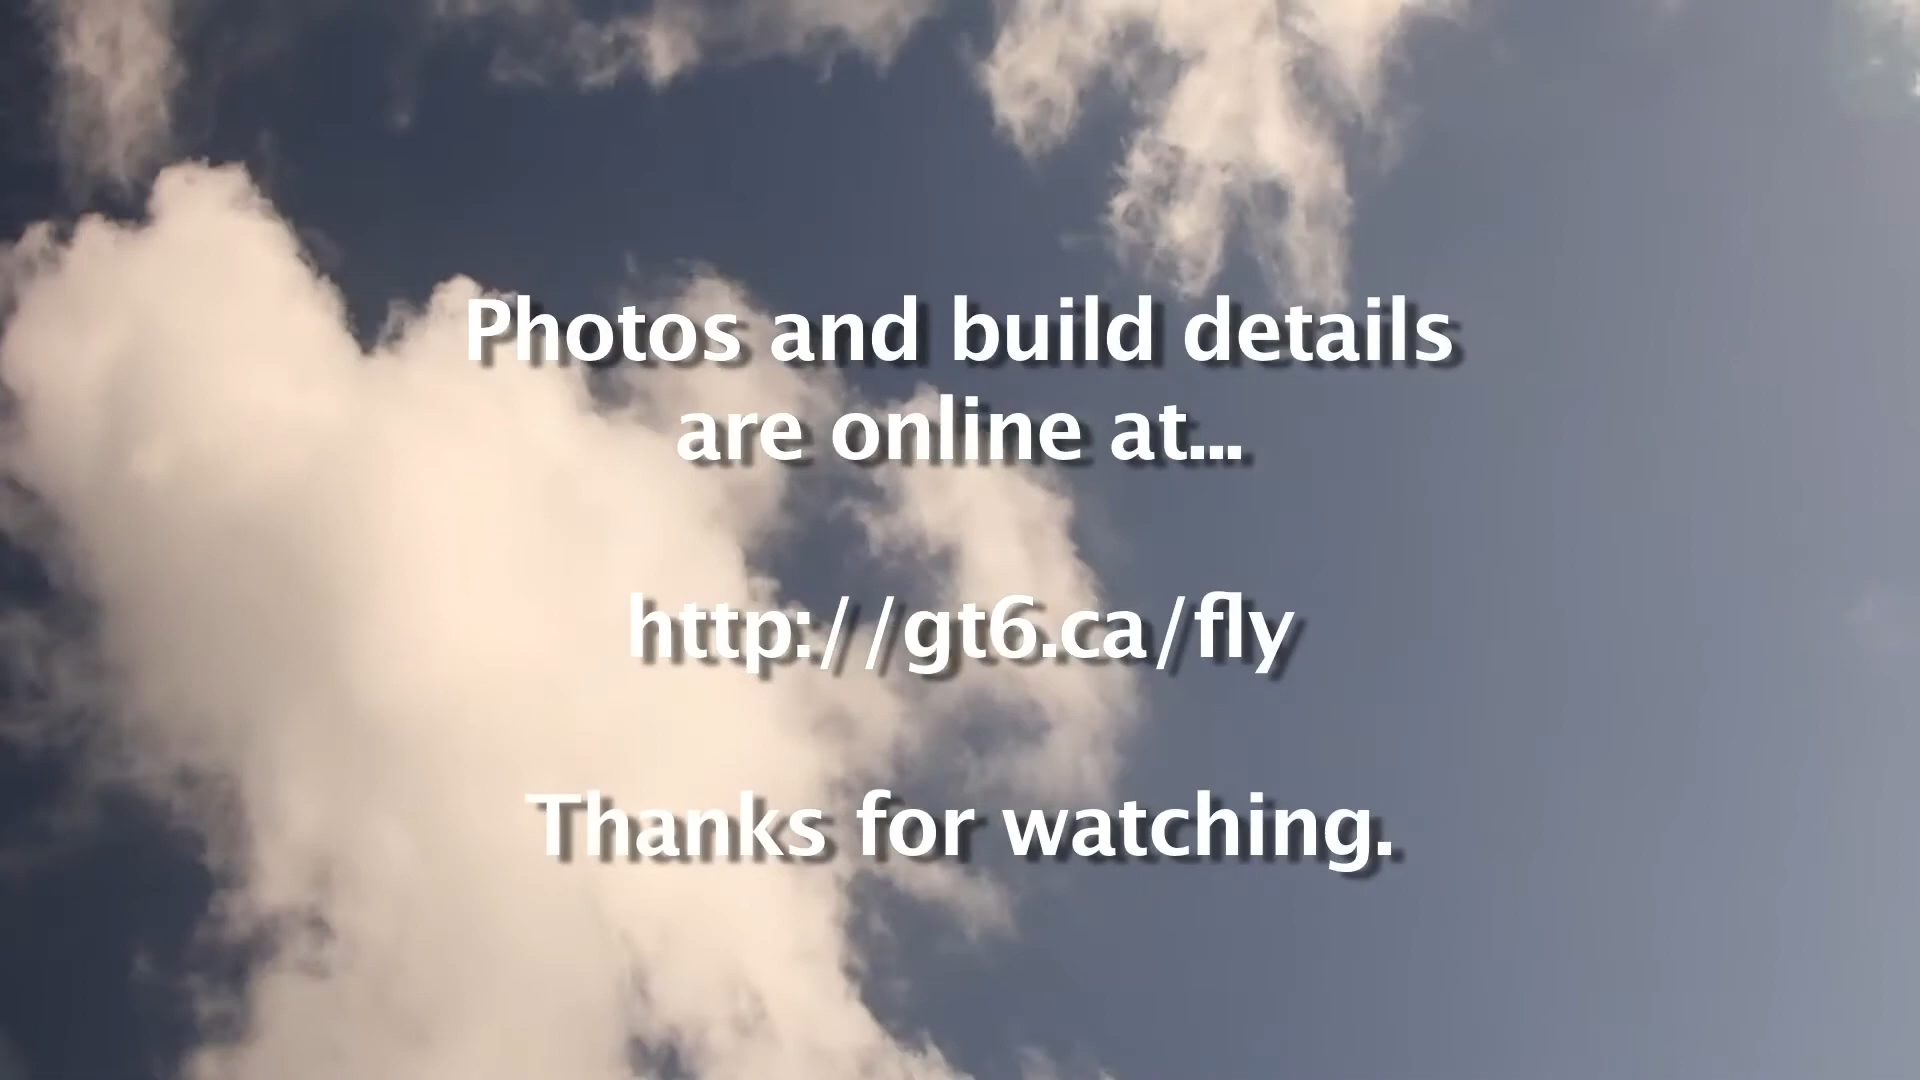 Photos and build details
are online at...
http://gt6.ca/fly
Thanks for watching.